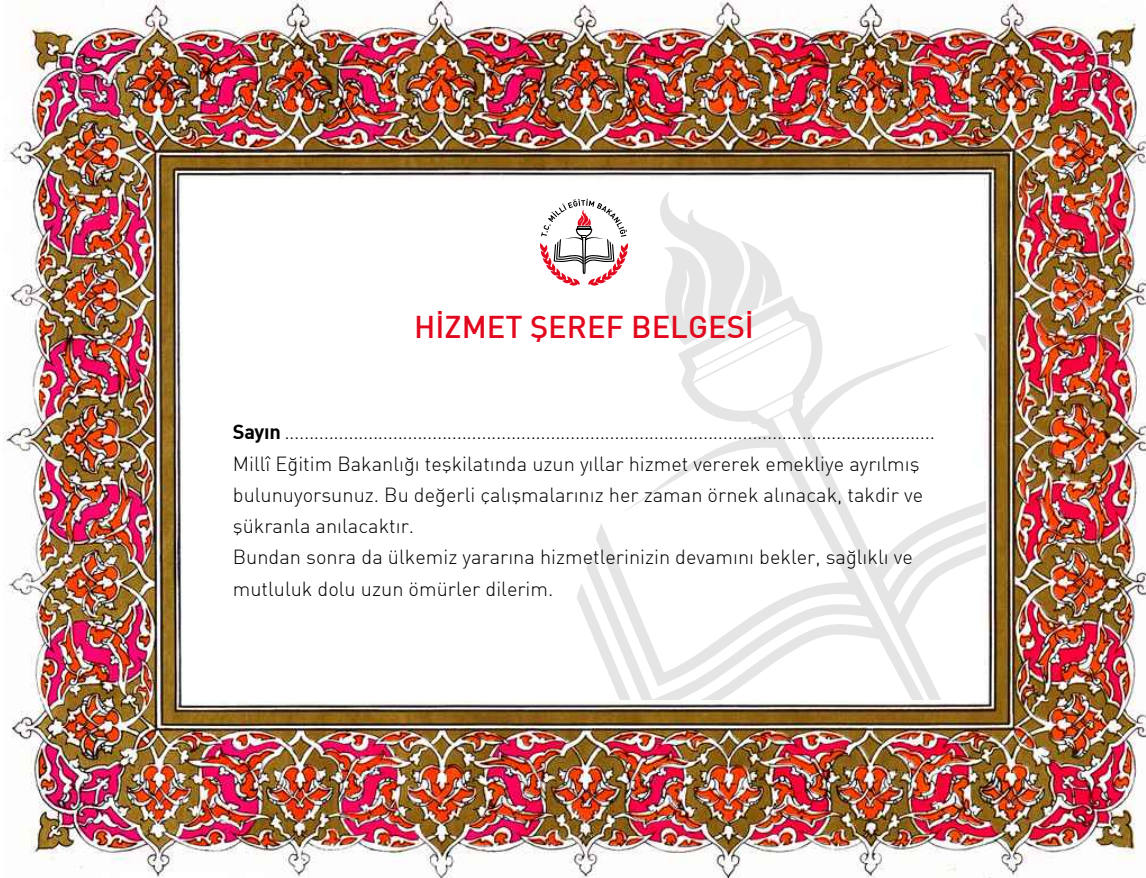 T.C. MİLLİ EĞİTİM BAKANLIĞI
HİZMET ŞEREF BELGESİ
Sayın ....................................................................................................................................
Millî Eğitim Bakanlığı teşkilatında uzun yıllar hizmet vererek emekliye ayrılmış
bulunuyorsunuz. Bu değerli çalışmalarınız her zaman örnek alınacak, takdir ve
şükranla anılacaktır.
Bundan sonra da ülkemiz yararına hizmetlerinizin devamını bekler, sağlıklı ve
mutluluk dolu uzun ömürler dilerim.